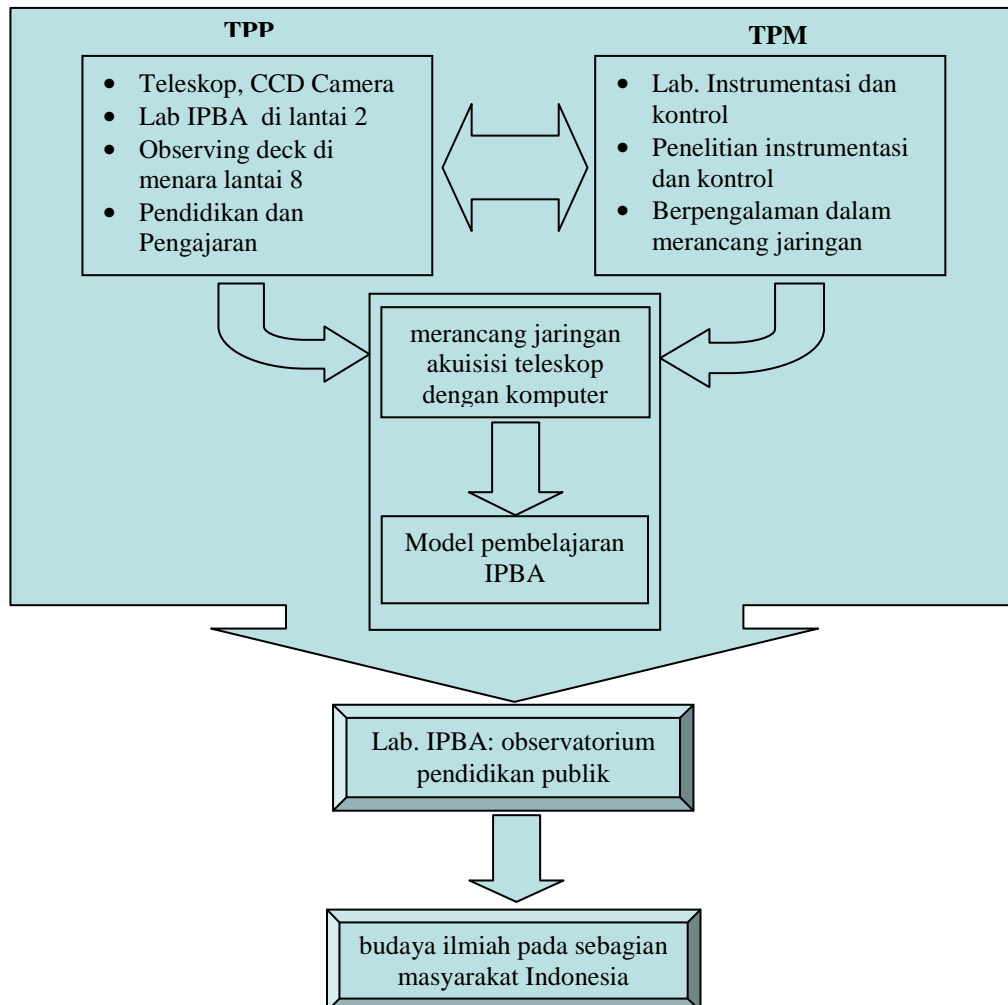 TPP
• Teleskop, CCD Camera
• Lab IPBA di lantai 2
• Observing deck di
menara lantai 8
• Pendidikan dan
Pengajaran
TPM
• Lab. Instrumentasi dan
kontrol
• Penelitian instrumentasi
dan kontrol
• Berpengalaman dalam
merancang jaringan
merancang jaringan
akuisisi teleskop
dengan komputer
Model pembelajaran
IPBA
Lab. IPBA: observatorium
pendidikan publik
budaya ilmiah pada sebagian
masyarakat Indonesia